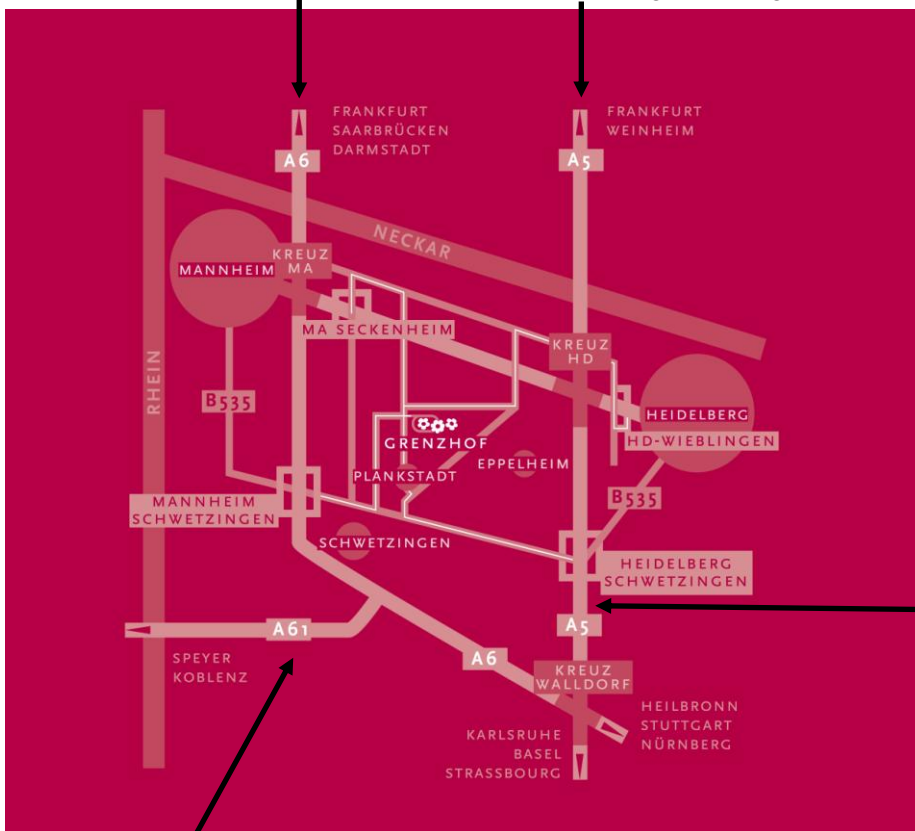 FRANKFURT
SAARBRÜCKEN
DARMSTADT
A6
FRANKFURT
WEINHEIM
A5
NECKAR
KREUZ
MA
MANNHEIM
MA SECKENHEIM
KREUZ
HD
RHEIN
B535
HEIDELBERG
HD-WIEBLINGEN
GRENZHOF
PLANKSTADT
EPPELHEIM
B535
MANNHEIM
SCHWETZINGEN
SCHWETZINGEN
HEIDELBERG
SCHWETZINGEN
A61
A5
SPEYER
KOBLENZ
A6
KREUZ
WALLDORF
HEILBRONN
STUTTGART
NÜRNBERG
KARLSRUHE
BASEL
STRASSBOURG